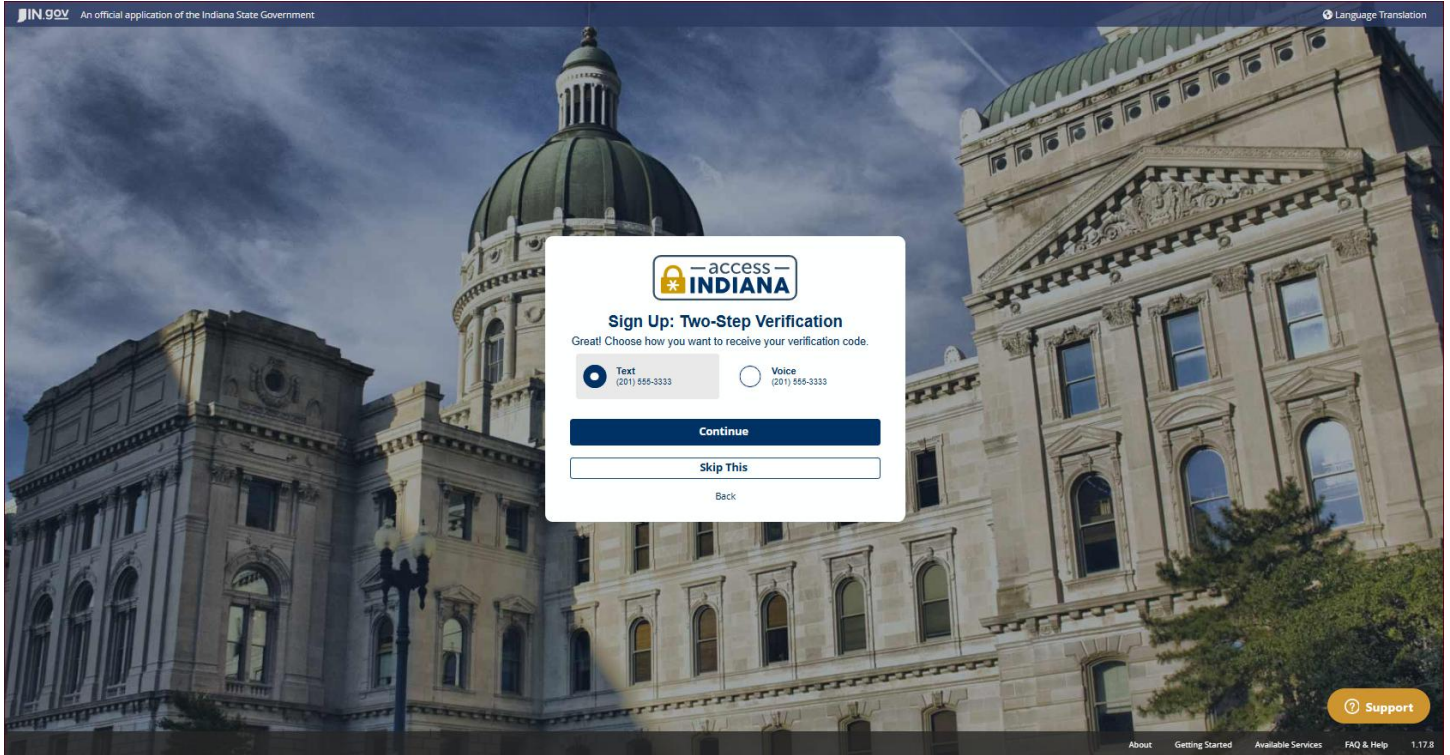 IN.gov An official application of the Indiana State Government
Language Translation
access
INDIANA
Sign Up: Two-Step Verification
Great! Choose how you want to receive your verification code.
Text
(201) 555-3333
Voice
(201) 555-3333
Continue
Skip This
Back
Support
About Getting Started Available Services FAQ & Help 1.17.8